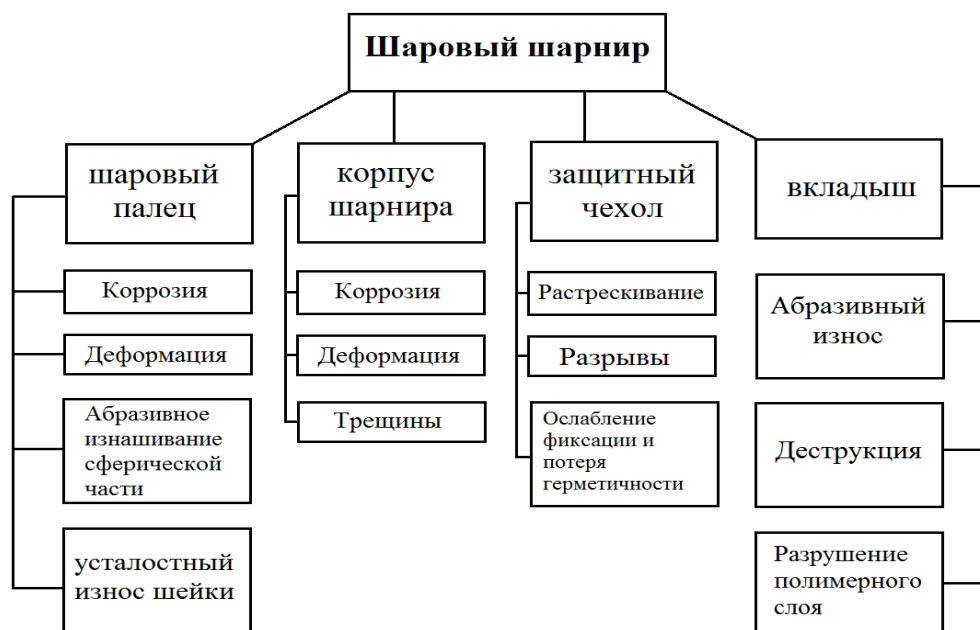 Шаровый шарнир
шаровый
палец
Коррозия
Деформация
Абразивное
изнашивание
сферической
части
усталостный
износ шейки
корпус
шарнира
Коррозия
Деформация
Трещины
защитный
чехол
Растрескивание
Разрывы
Ослабление
фиксации и
потеря
герметичности
вкладыш
Абразивный
износ
Деструкция
Разрушение
полимерного
слоя